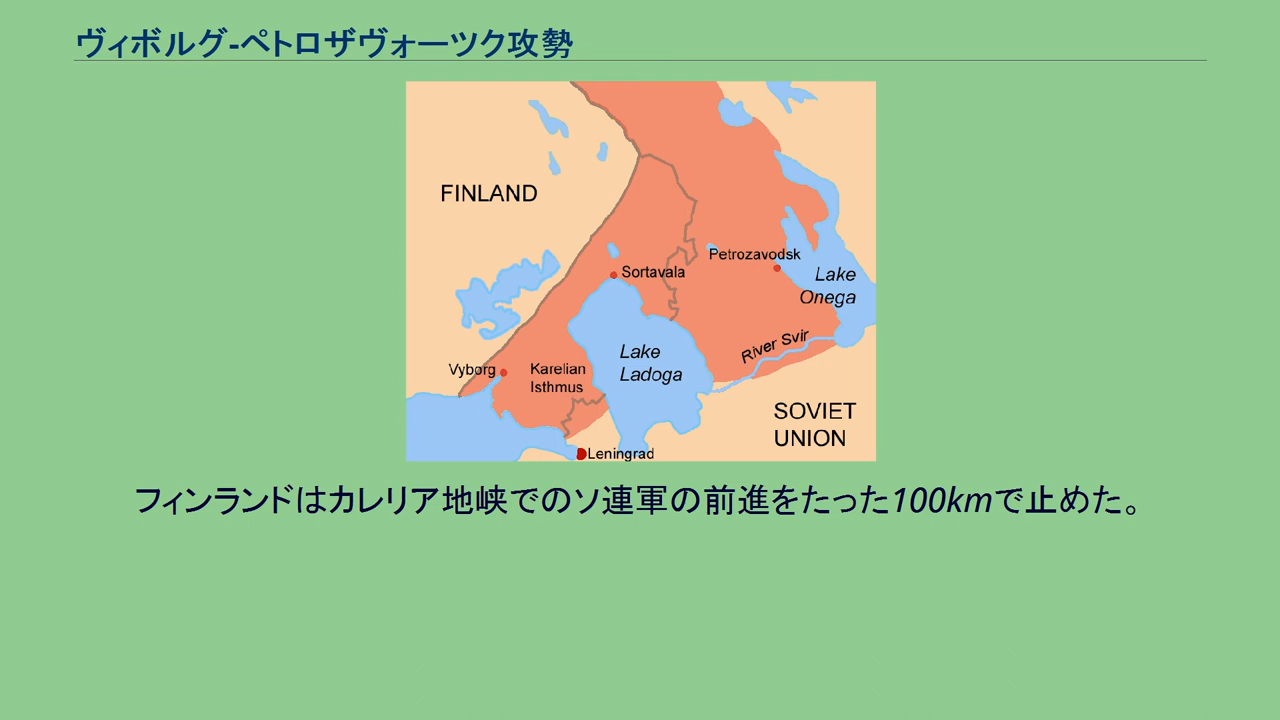 ヴィボルグ-ペトロザヴォーツク攻勢
FINLAND
Petrozavodsk
Sortavala
Lake
Onega
River Svir
Lake
Ladoga
Vyborg
Karelian
Isthmus
SOVIET
UNION
Leningrad
フィンランドはカレリア地峡でのソ連軍の前進をたった100kmで止めた。